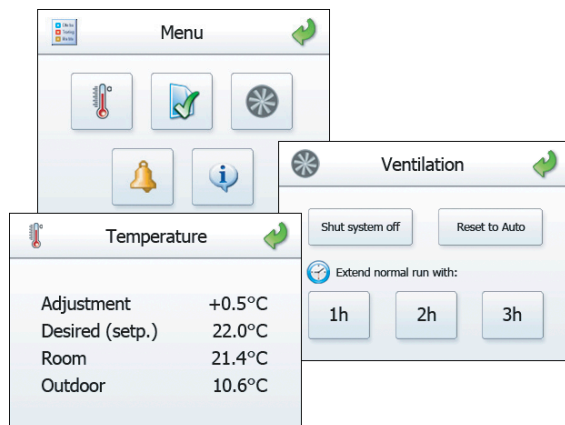 Menu
Ventilation
Shut system off
Reset to Auto
Extend normal run with:
1h
2h
3h
Temperature
Adjustment +0.5°C
Desired (setp.) 22.0°C
Room 21.4°C
Outdoor 10.6°C